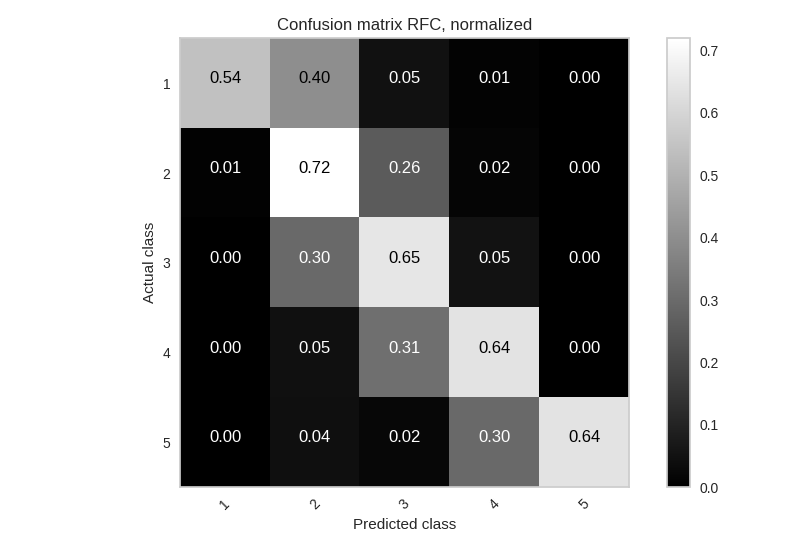 Confusion matrix RFC, normalized
Actual class
1 0.54 0.40 0.05 0.01 0.00
2 0.01 0.72 0.26 0.02 0.00
3 0.00 0.30 0.65 0.05 0.00
4 0.00 0.05 0.31 0.64 0.00
5 0.00 0.04 0.02 0.30 0.64
1 2 3 4 5
Predicted class
0.7
0.6
0.5
0.4
0.3
0.2
0.1
0.0